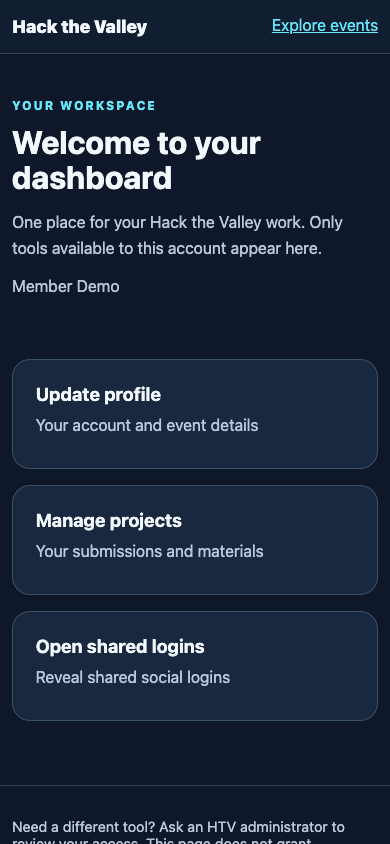 Hack the Valley
Explore events
YOUR WORKSPACE
Welcome to your
dashboard
One place for your Hack the Valley work. Only
tools available to this account appear here.
Member Demo
Update profile
Your account and event details
Manage projects
Your submissions and materials
Open shared logins
Reveal shared social logins
Need a different tool? Ask an HTV administrator to
review your access. This page does not grant